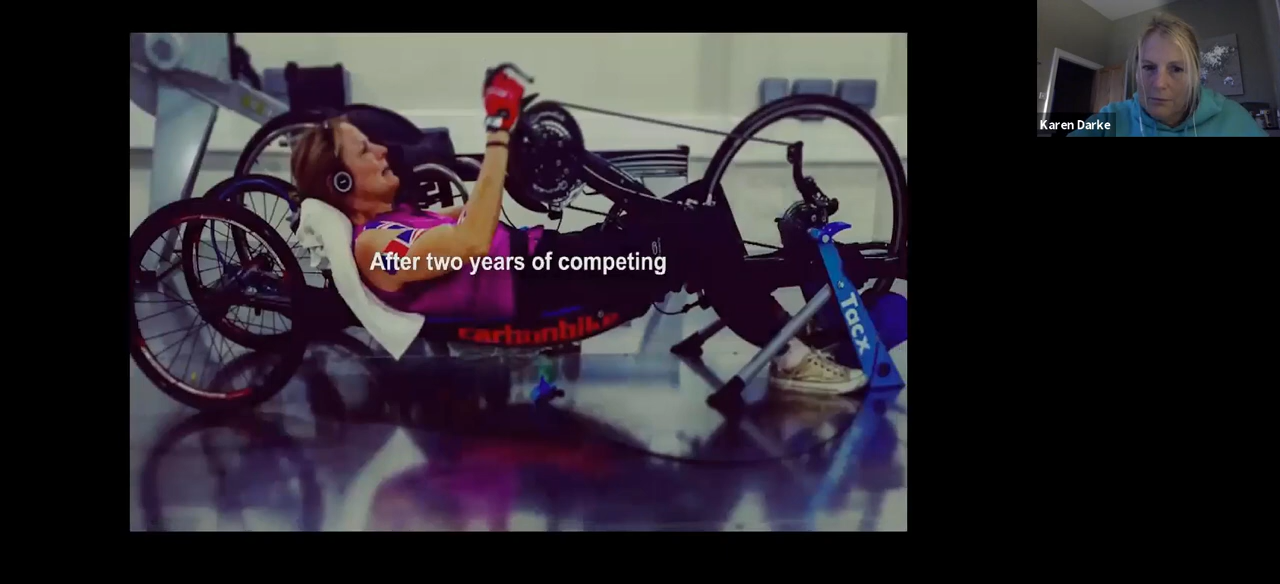 Karen Darke
After two years of competing
carbonbike
Tacx